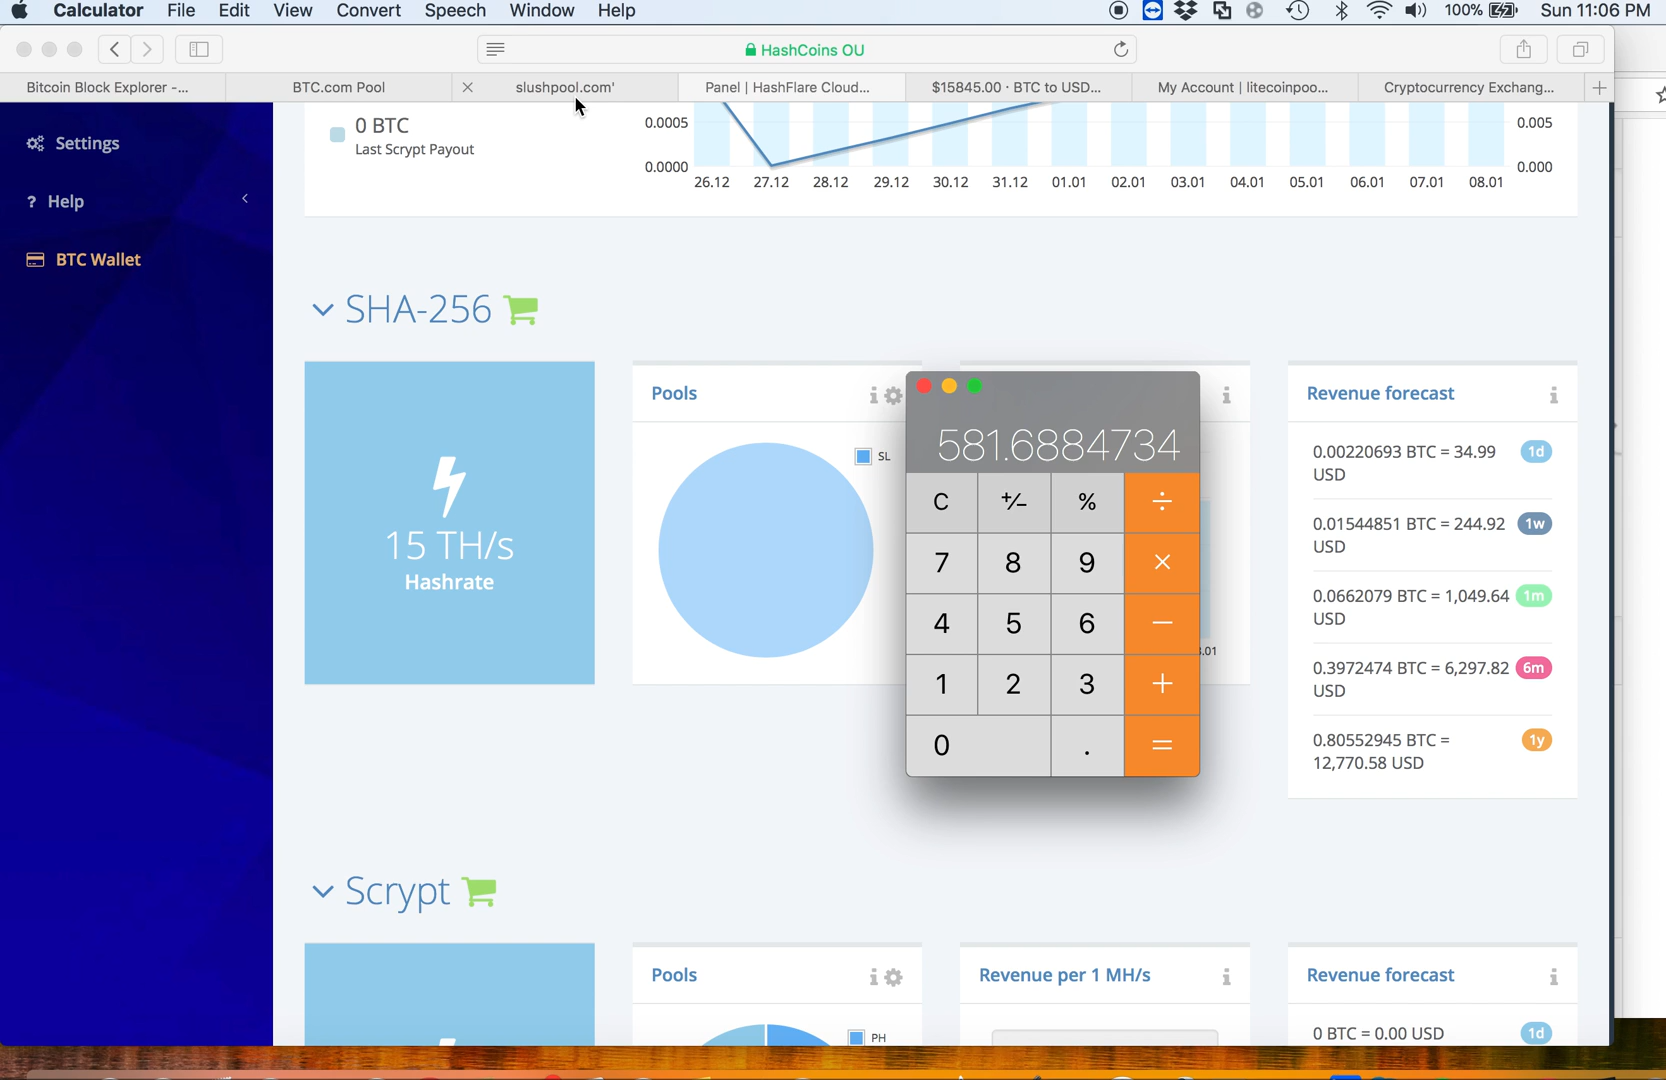 Calculator File Edit View Convert Speech Window Help 100% Sun 11:06 PM
HashCoins OU
Bitcoin Block Explorer -... BTC.com Pool slushpool.com' Panel | HashFlare Cloud... $15845.00 · BTC to USD... My Account | litecoinpoo... Cryptocurrency Exchang...
Settings
? Help
BTC Wallet
0 BTC
Last Scrypt Payout
0.0005 0.005
0.0000 0.000
26.12 27.12 28.12 29.12 30.12 31.12 01.01 02.01 03.01 04.01 05.01 06.01 07.01 08.01
SHA-256
15 TH/s
Hashrate
Pools
SL
581.6884734
C +⁄− % ÷
7 8 9 ×
4 5 6 −
1 2 3 +
0 . =
.01
Revenue forecast
0.00220693 BTC = 34.99 1d
USD
0.01544851 BTC = 244.92 1w
USD
0.0662079 BTC = 1,049.64 1m
USD
0.3972474 BTC = 6,297.82 6m
USD
0.80552945 BTC = 1y
12,770.58 USD
Scrypt
Pools
PH
Revenue per 1 MH/s
Revenue forecast
0 BTC = 0.00 USD 1d